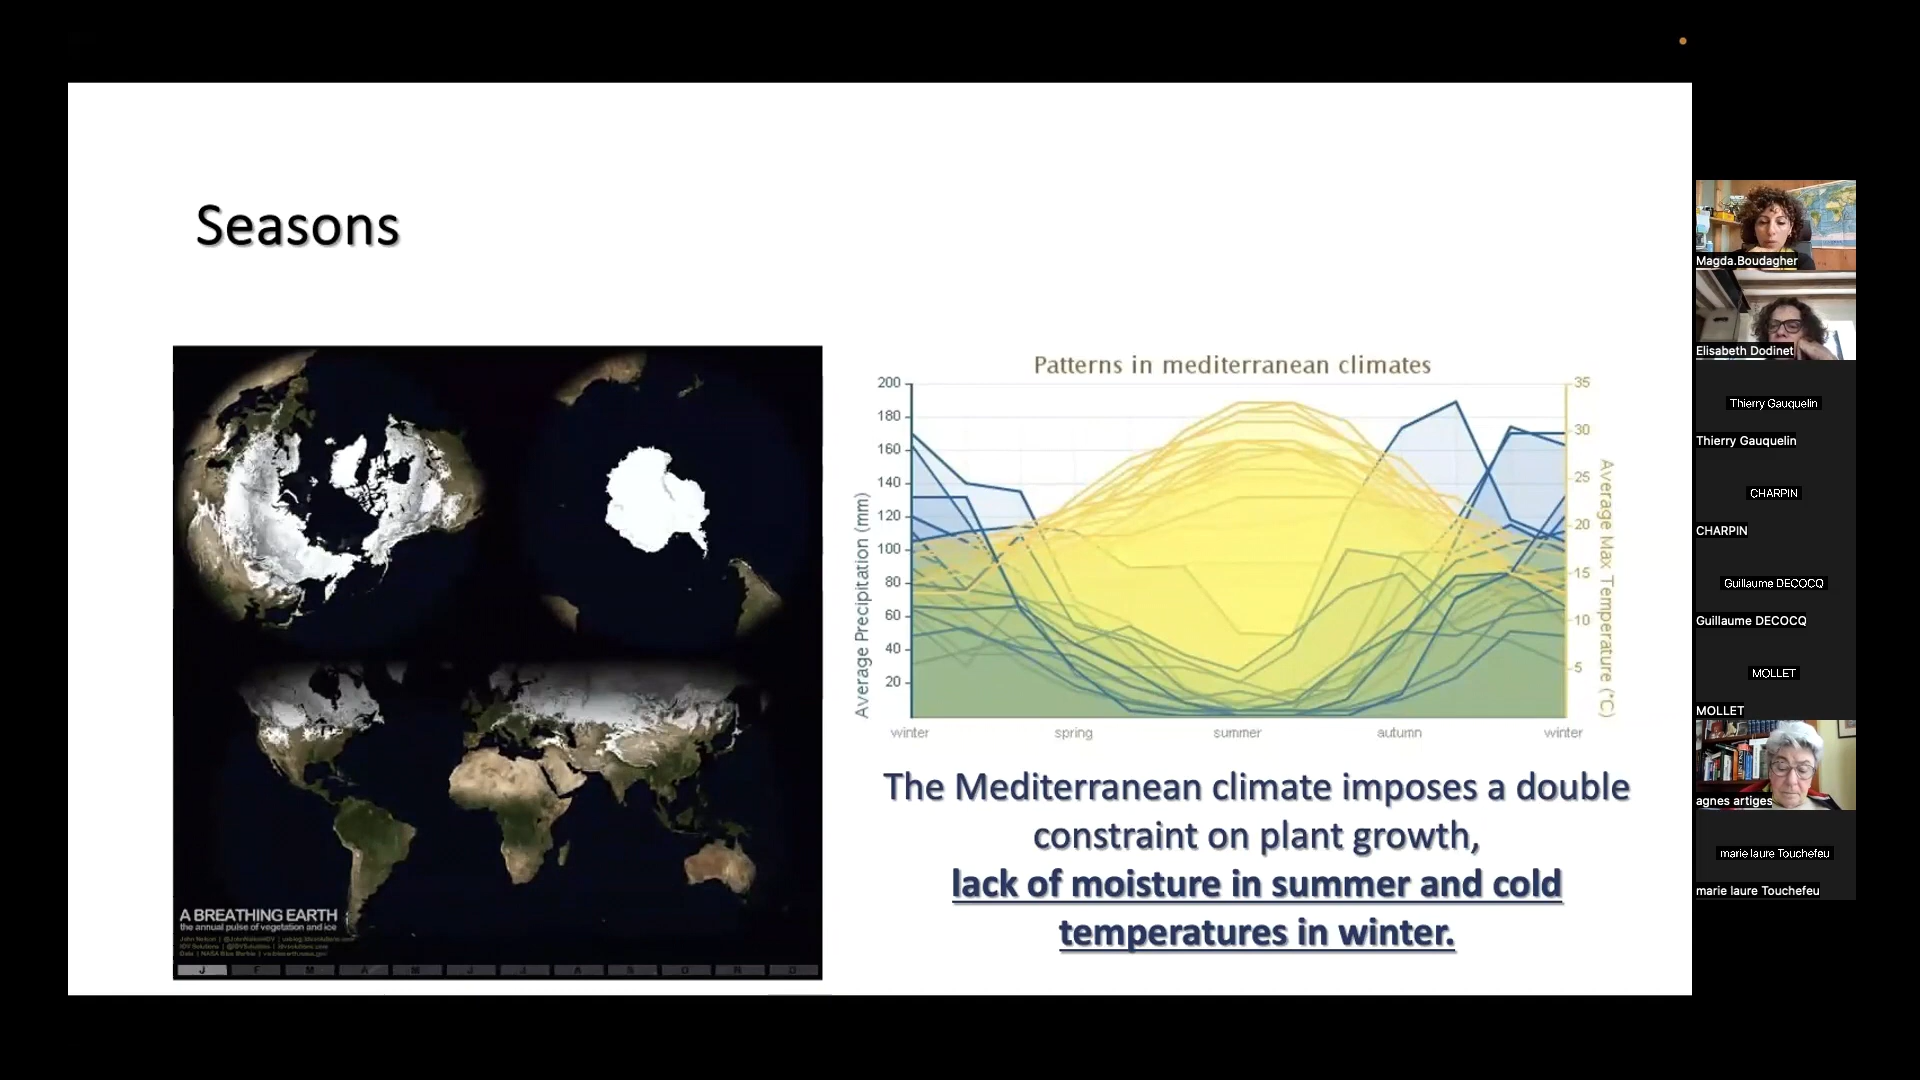 Seasons
A BREATHING EARTH
the annual pulse of vegetation and ice
J F M A M J J A S O N D
Patterns in mediterranean climates
Average Precipitation (mm)
200
180
160
140
120
100
80
60
40
20
35
30
25
20
15
10
5
Average Max Temperature (°C)
winter spring summer autumn winter
The Mediterranean climate imposes a double
constraint on plant growth,
lack of moisture in summer and cold
temperatures in winter.
Magda.Boudagher
Elisabeth Dodinet
Thierry Gauquelin
Thierry Gauquelin
CHARPIN
CHARPIN
Guillaume DECOCQ
Guillaume DECOCQ
MOLLET
MOLLET
agnes artiges
marie laure Touchefeu
marie laure Touchefeu